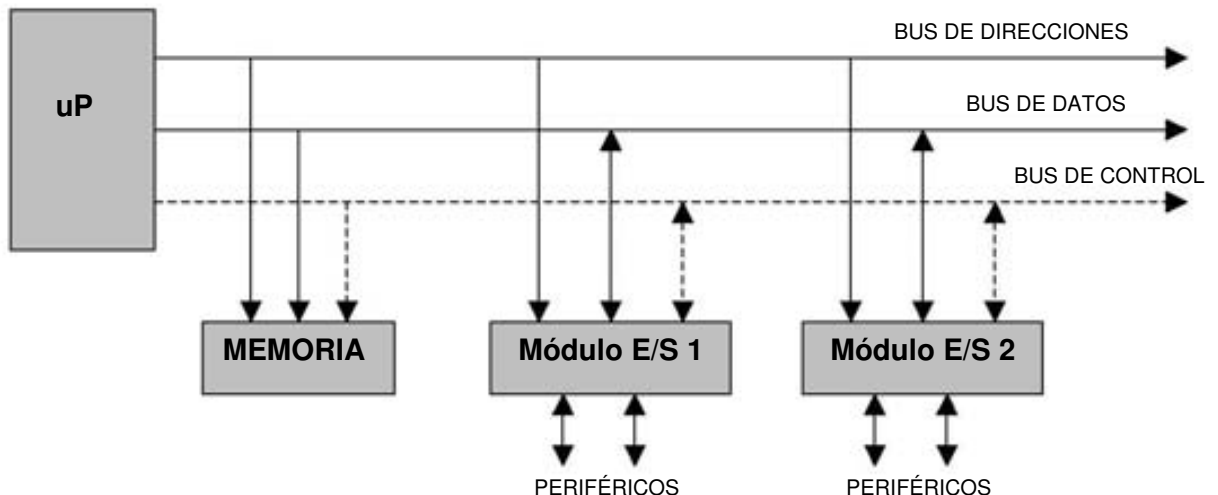 BUS DE DIRECCIONES
uP
BUS DE DATOS
BUS DE CONTROL
MEMORIA
Módulo E/S 1
Módulo E/S 2
PERIFÉRICOS
PERIFÉRICOS